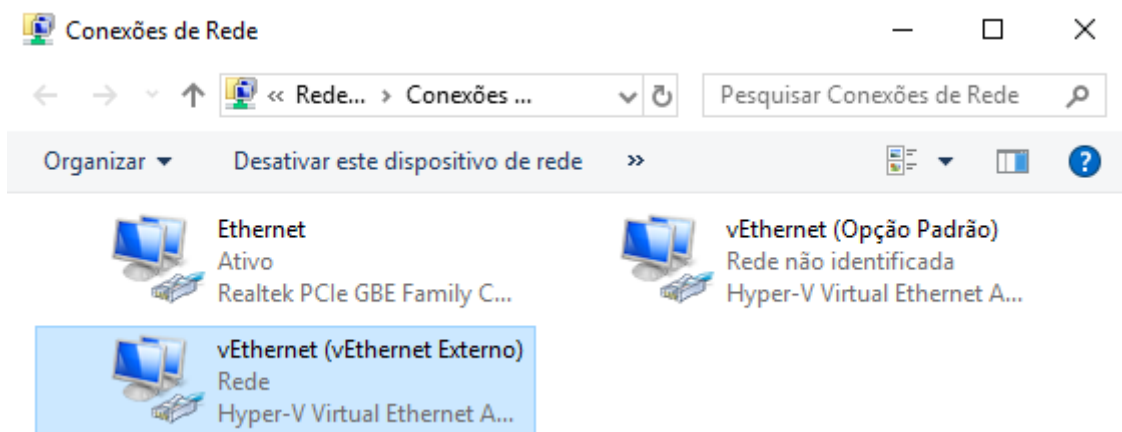 Conexões de Rede
« Rede... › Conexões ...
Pesquisar Conexões de Rede
Organizar
Desativar este dispositivo de rede
»
Ethernet
Ativo
Realtek PCIe GBE Family C...
vEthernet (Opção Padrão)
Rede não identificada
Hyper-V Virtual Ethernet A...
vEthernet (vEthernet Externo)
Rede
Hyper-V Virtual Ethernet A...